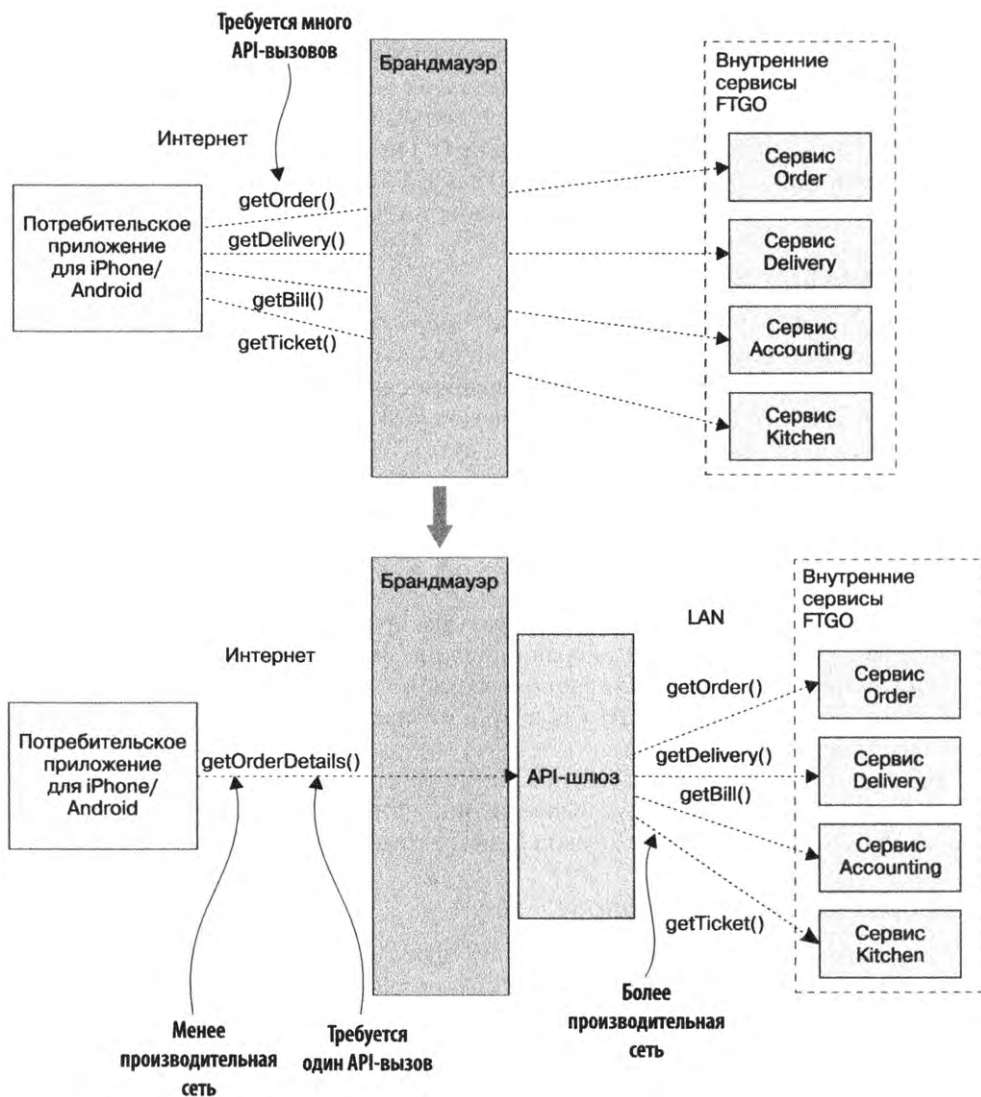 Требуется много
API-вызовов
Брандмауэр
Внутренние
сервисы
FTGO
Интернет
Сервис
Order
getOrder()
Потребительское
приложение
для iPhone/
Android
getDelivery()
Сервис
Delivery
getBill()
getTicket()
Сервис
Accounting
Сервис
Kitchen
Брандмауэр
Внутренние
сервисы
FTGO
LAN
Интернет
getOrder()
Сервис
Order
Потребительское
приложение
для iPhone/
Android
getOrderDetails()
API-шлюз
getDelivery()
Сервис
Delivery
getBill()
Сервис
Accounting
getTicket()
Сервис
Kitchen
Менее
производительная
сеть
Требуется
один API-вызов
Более
производительная
сеть